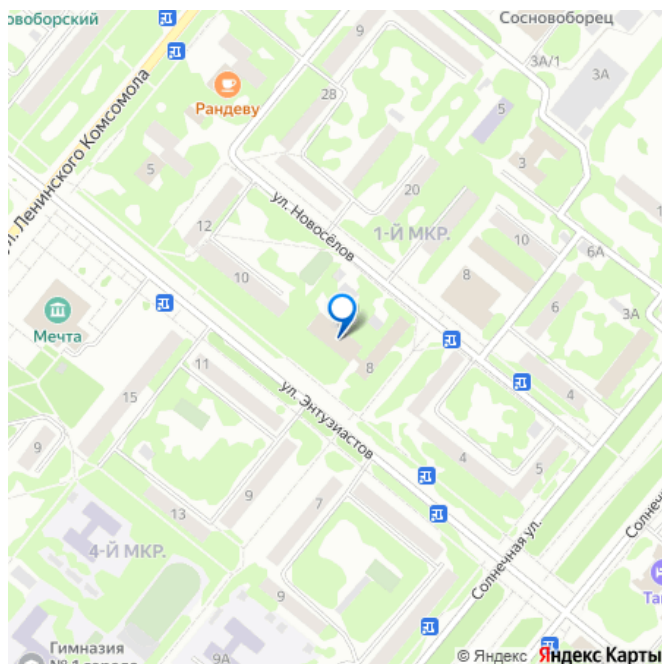 овоборский
Сосновоборец
9
3А/1
3А
Рандеву
28
5
ул. Ленинского Комсомола
5
3
20
ул. Новосёлов
12
1-Й МКР.
10
10
8
6А
6
3А
Мечта
11
8
ул. Энтузиастов
15
4
9
4
5
9
7
13
4-Й МКР.
Солнечная ул.
9
Гимназия
№ 1 города
9А
© Яндекс Яндекс Карты